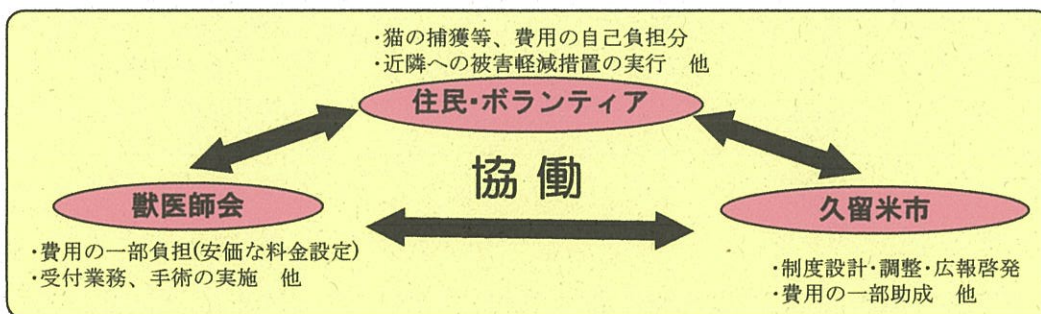 ・猫の捕獲等、費用の自己負担分
・近隣への被害軽減措置の実行　他
住民・ボランティア
協働
獣医師会
久留米市
・費用の一部負担(安価な料金設定)
・受付業務、手術の実施　他
・制度設計・調整・広報啓発
・費用の一部助成　他